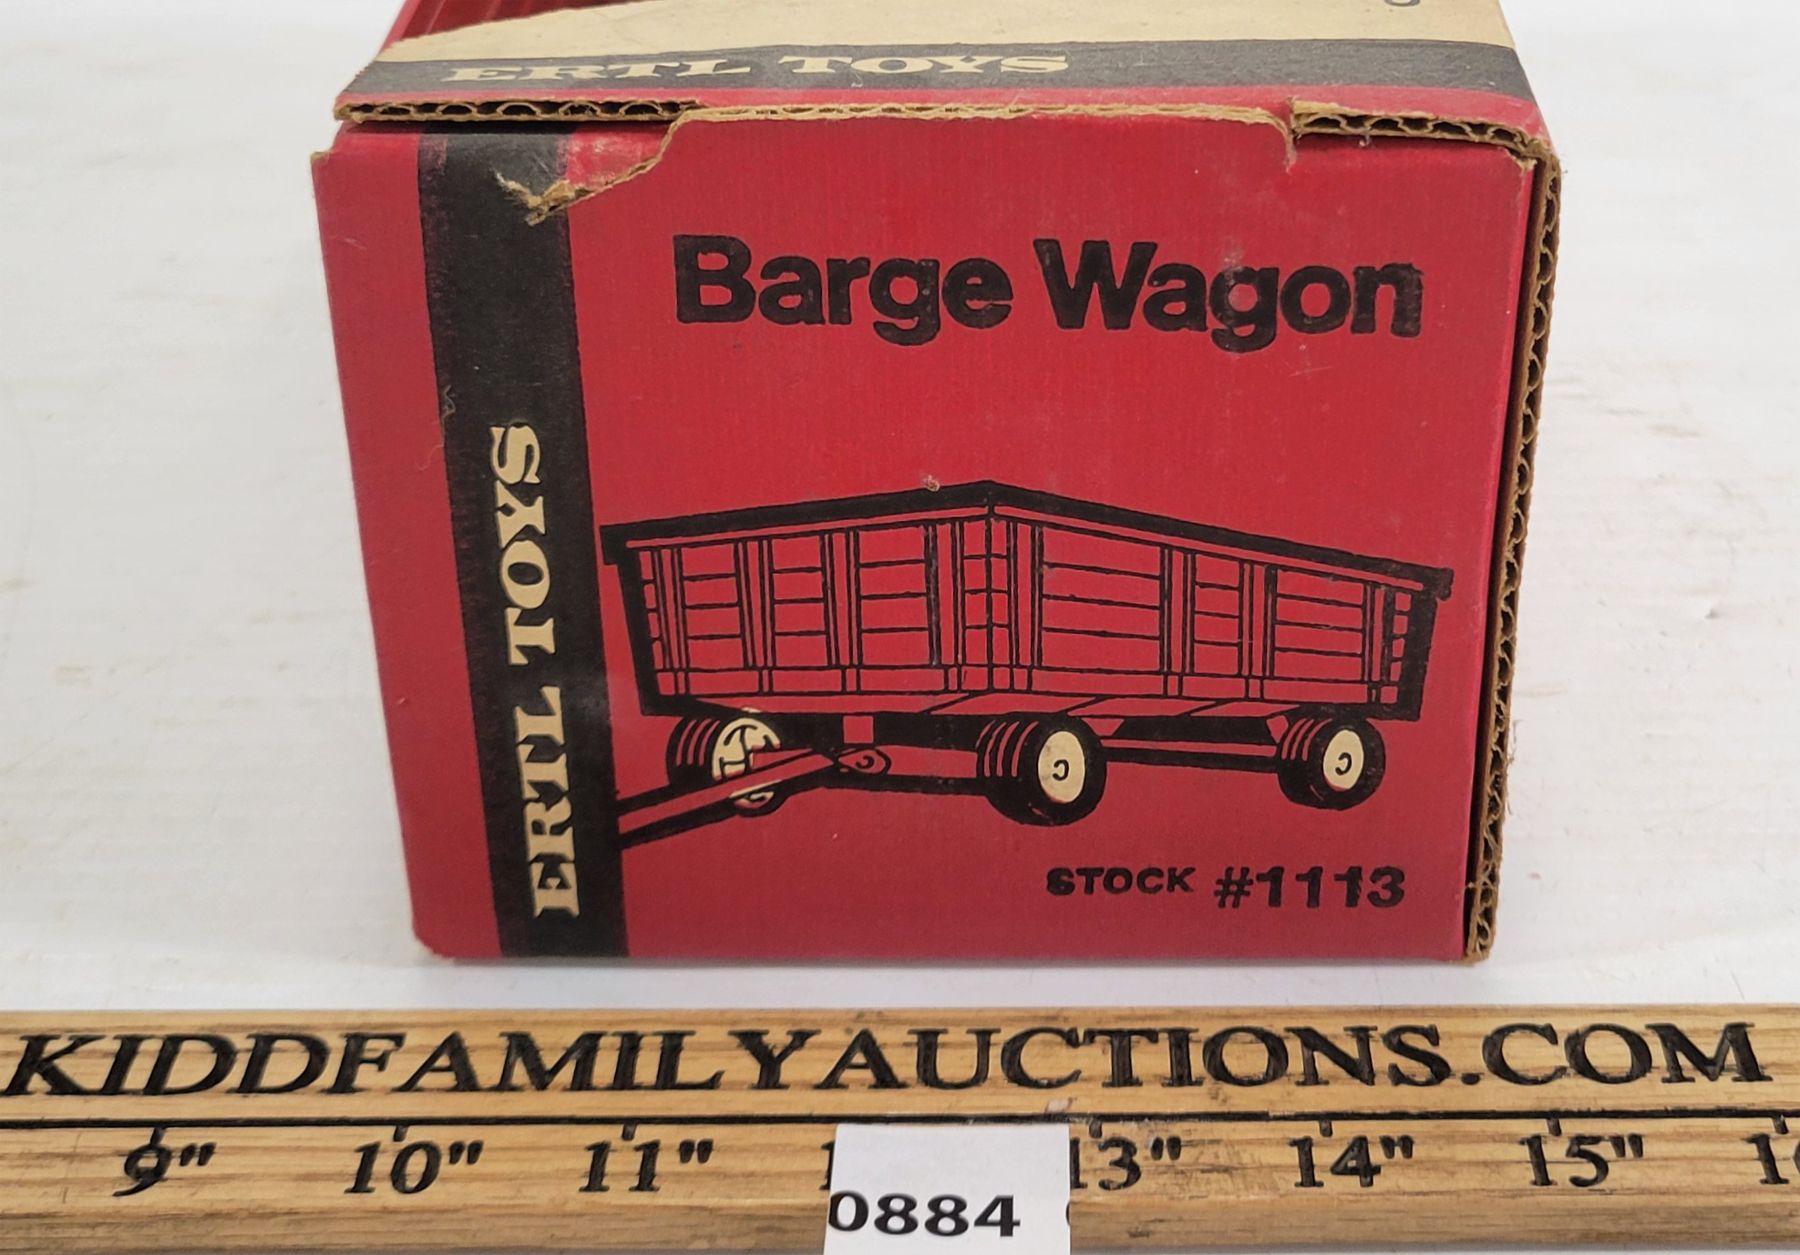 ERTL TOYS
Barge Wagon
ERTL TOYS
STOCK #1113
KIDDFAMILYAUCTIONS.COM
9" 10" 11" 13" 14" 15"
0884